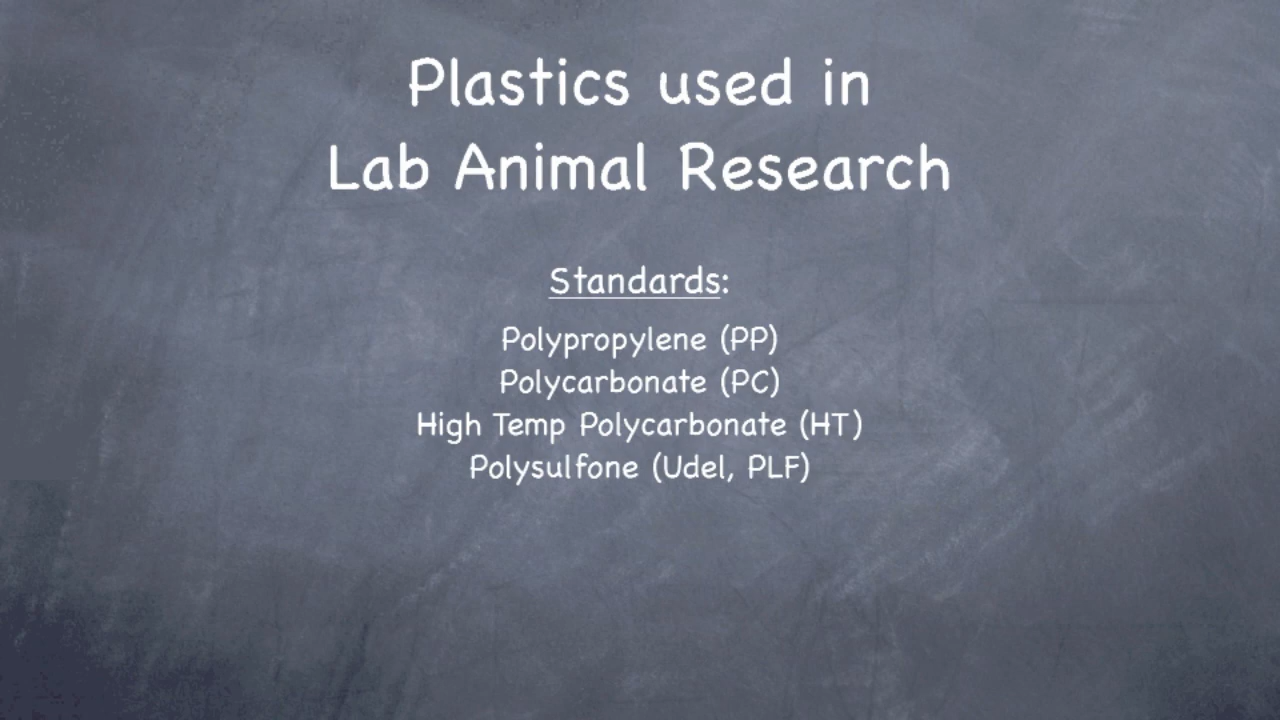 Plastics used in
Lab Animal Research
Standards:
Polypropylene (PP)
Polycarbonate (PC)
High Temp Polycarbonate (HT)
Polysulfone (Udel, PLF)